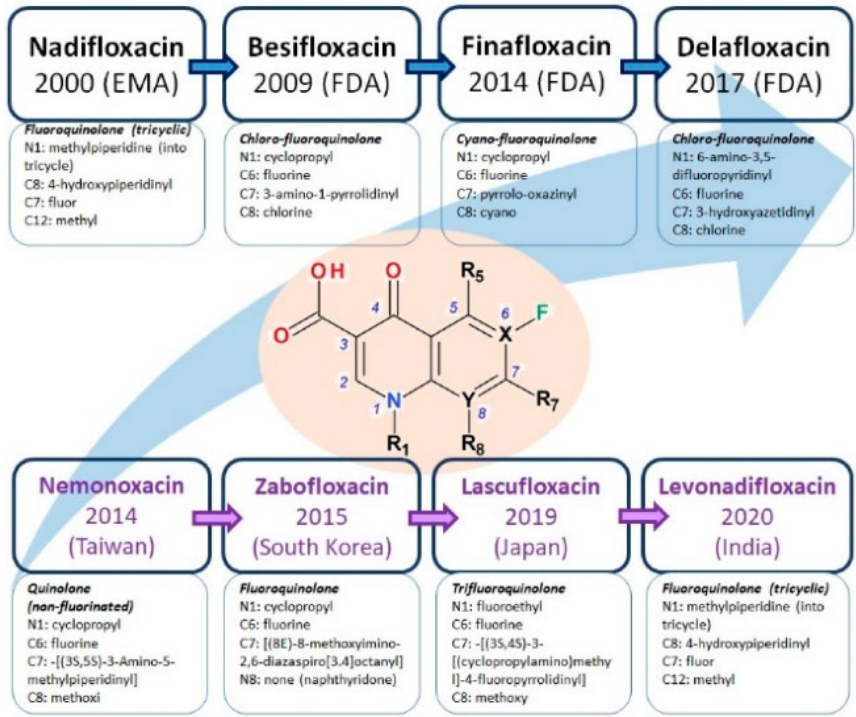 Nadifloxacin
2000 (EMA)
Fluoroquinolone (tricyclic)
N1: methylpiperidine (into
tricycle)
C8: 4-hydroxypiperidinyl
C7: fluor
C12: methyl
Besifloxacin
2009 (FDA)
Chloro-fluoroquinolone
N1: cyclopropyl
C6: fluorine
C7: 3-amino-1-pyrrolidinyl
C8: chlorine
Finafloxacin
2014 (FDA)
Cyano-fluoroquinolone
N1: cyclopropyl
C6: fluorine
C7: pyrrolo-oxazinyl
C8: cyano
Delafloxacin
2017 (FDA)
Chloro-fluoroquinolone
N1: 6-amino-3,5-
difluoropyridinyl
C6: fluorine
C7: 3-hydroxyazetidinyl
C8: chlorine
OH O R5
4 5 6 F
O 3 X
2 7
1 N Y 8 R7
R1 R8
Nemonoxacin
2014
(Taiwan)
Quinolone
(non-fluorinated)
N1: cyclopropyl
C6: fluorine
C7: -[(3S,5S)-3-Amino-5-
methylpiperidinyl]
C8: methoxi
Zabofloxacin
2015
(South Korea)
Fluoroquinolone
N1: cyclopropyl
C6: fluorine
C7: [(8E)-8-methoxyimino-
2,6-diazaspiro[3.4]octanyl]
N8: none (naphthyridone)
Lascufloxacin
2019
(Japan)
Trifluoroquinolone
N1: fluoroethyl
C6: fluorine
C7: -[(3S,4S)-3-
[(cyclopropylamino)methy
l]-4-fluoropyrrolidinyl]
C8: methoxy
Levonadifloxacin
2020
(India)
Fluoroquinolone (tricyclic)
N1: methylpiperidine (into
tricycle)
C8: 4-hydroxypiperidinyl
C7: fluor
C12: methyl